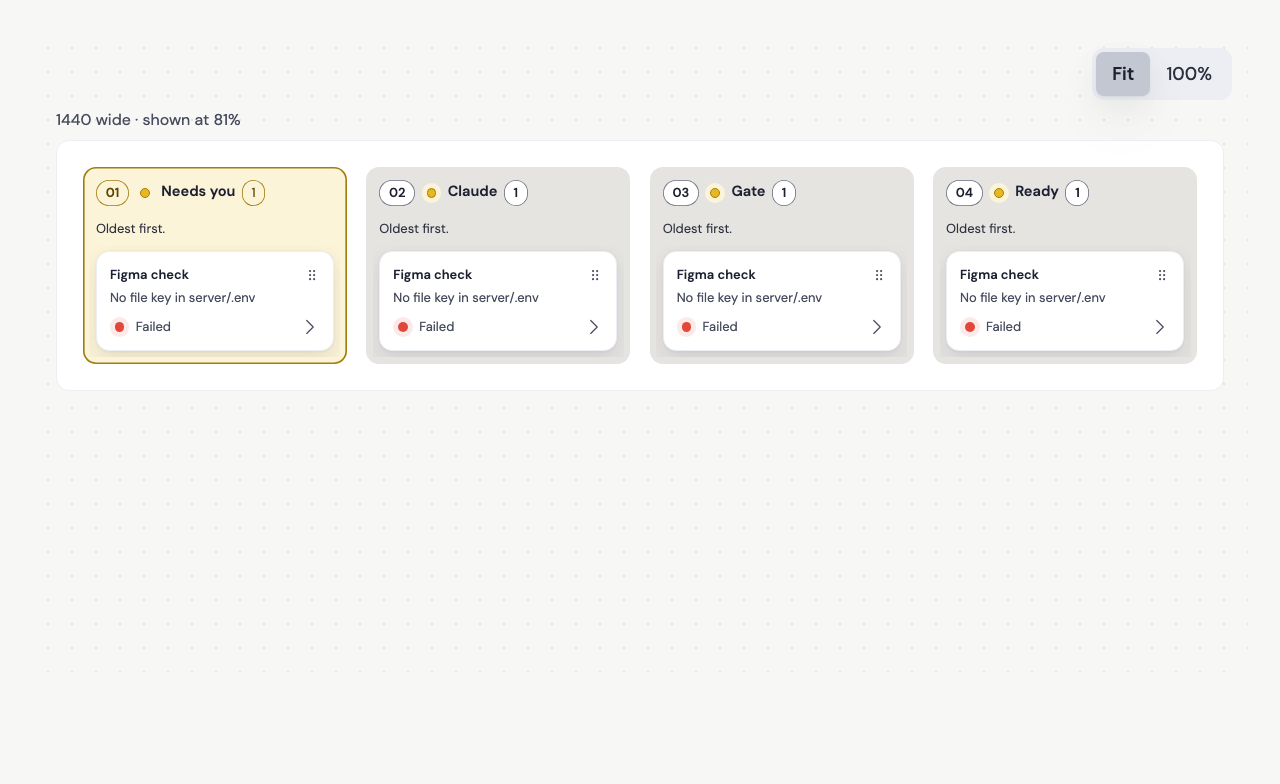 Fit 100%
1440 wide · shown at 81%
01 Needs you 1
Oldest first.
Figma check
No file key in server/.env
Failed
02 Claude 1
Oldest first.
Figma check
No file key in server/.env
Failed
03 Gate 1
Oldest first.
Figma check
No file key in server/.env
Failed
04 Ready 1
Oldest first.
Figma check
No file key in server/.env
Failed